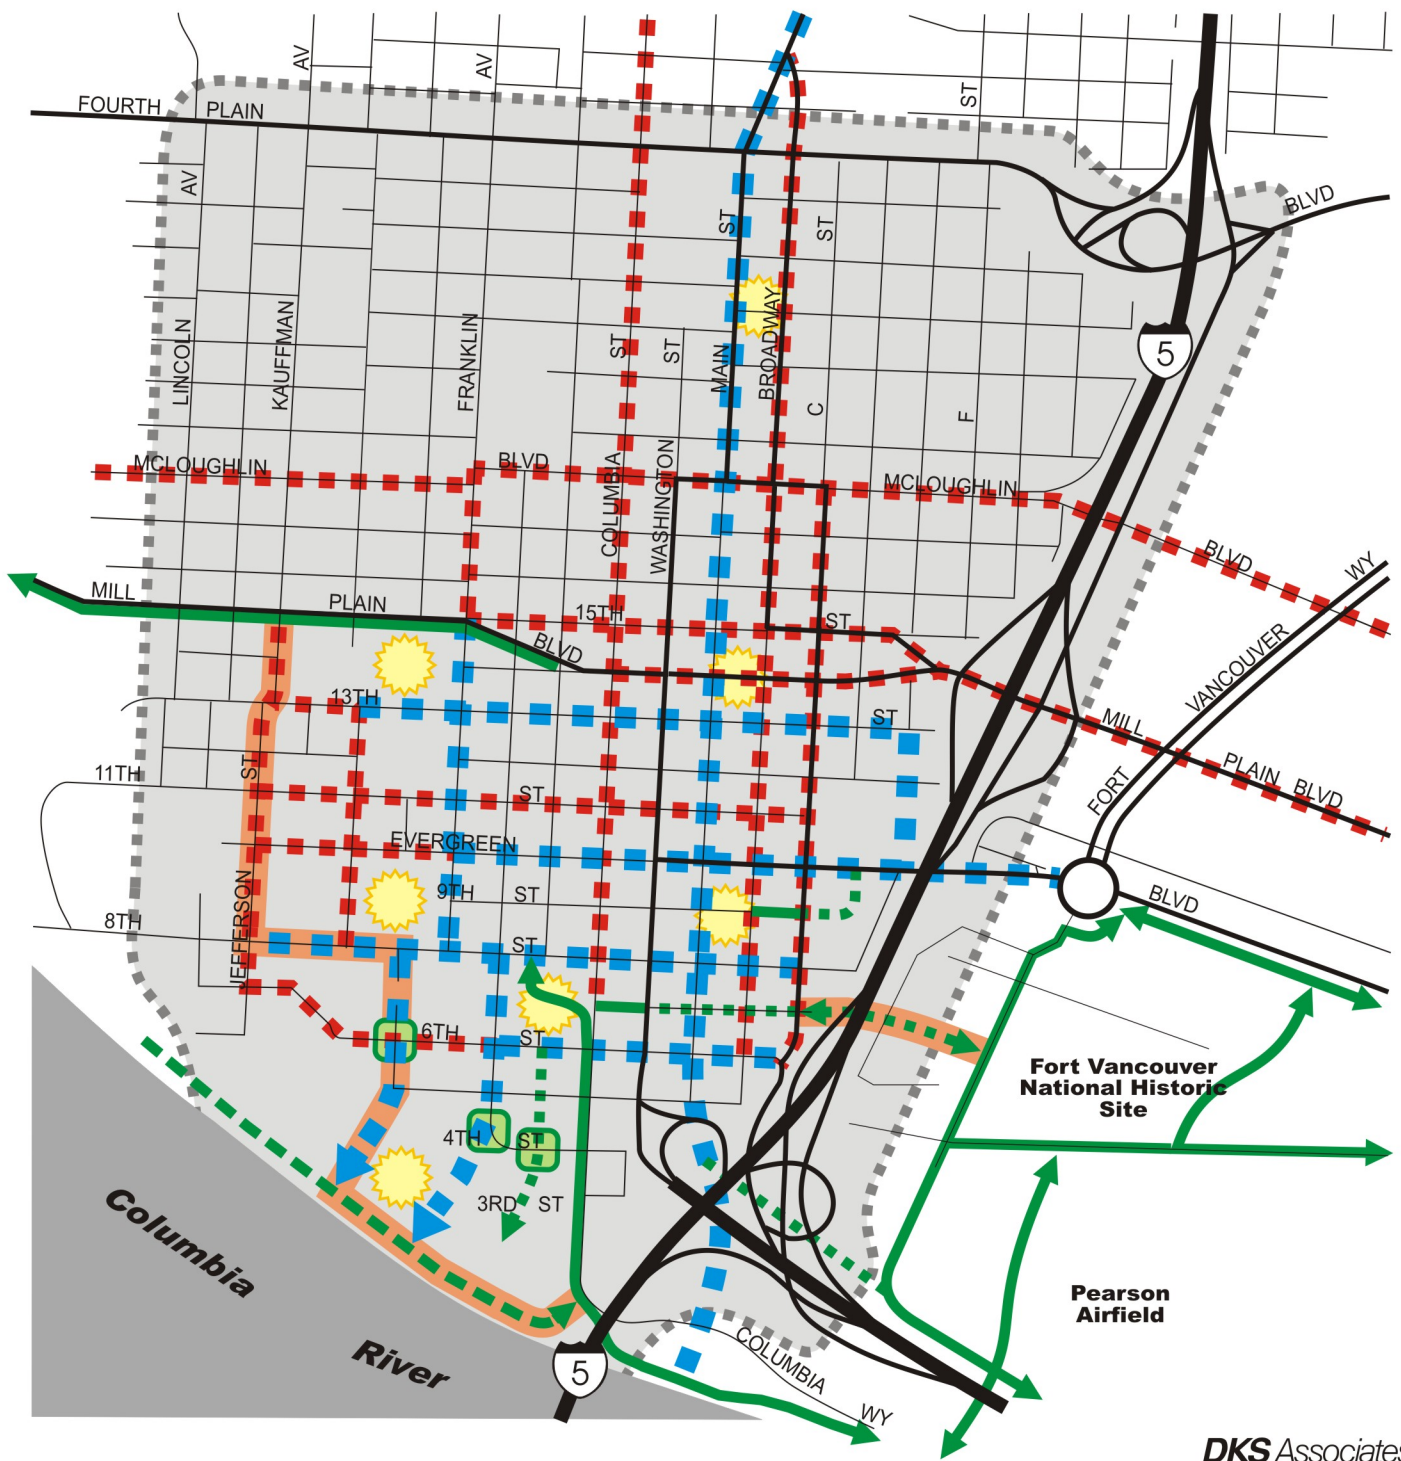 AV
AV
ST
FOURTH
PLAIN
AV
BLVD
ST
ST
5
LINCOLN
KAUFFMAN
FRANKLIN
ST
ST
MAIN
BROADWAY
C
F
MCLOUGHLIN
BLVD
COLUMBIA
WASHINGTON
MCLOUGHLIN
BLVD
WY
MILL
PLAIN
15TH
ST
BLVD
VANCOUVER
13TH
ST
MILL
ST
11TH
ST
PLAIN
BLVD
FORT
EVERGREEN
9TH
ST
BLVD
JEFFERSON
8TH
ST
6TH
ST
Fort Vancouver
National Historic
Site
4TH
ST
3RD
ST
Columbia
River
Pearson
Airfield
COLUMBIA
5
WY
DKS Associates